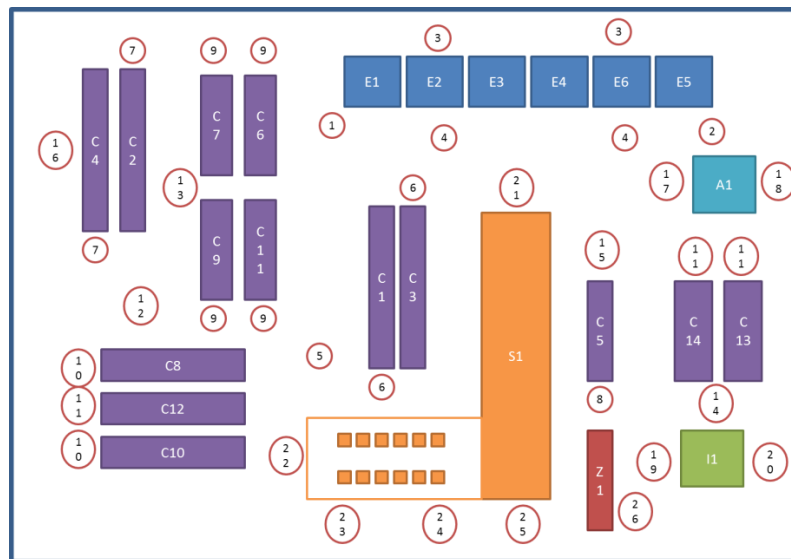 3 3
7 9 9
E1 E2 E3 E4 E6 E5
1 4 4 2
16 C4 C2 C7 C6
13 6 21 17 A1 18
7 C9 C11
15 11 11
12 9 9
C1 C3 S1 C5 C14 C13
5
10 C8
6 8 14
11 C12
10 C10
22 Z1 19 I1 20
23 24 25 26